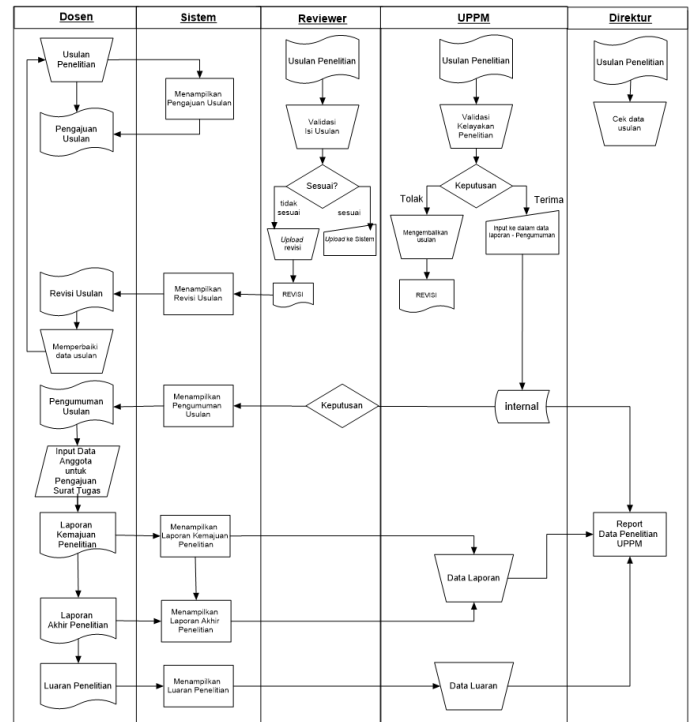 Dosen
Sistem
Reviewer
UPPM
Direktur
Usulan
Penelitian
Menampilkan
Pengajuan Usulan
Pengajuan
Usulan
Usulan Penelitian
Validasi
Isi Usulan
Sesuai?
tidak
sesuai
sesuai
Upload
revisi
Upload ke Sistem
REVISI
Usulan Penelitian
Validasi
Kelayakan
Penelitian
Keputusan
Tolak
Terima
Mengembalikan
usulan
Input ke dalam data
laporan - Pengumuman
REVISI
Usulan Penelitian
Cek data
usulan
Revisi Usulan
Menampilkan
Revisi Usulan
Memperbaiki
data usulan
Pengumuman
Usulan
Menampilkan
Pengumuman
Usulan
Keputusan
internal
Input Data
Anggota
untuk
Pengajuan
Surat Tugas
Laporan
Kemajuan
Penelitian
Menampilkan
Laporan Kemajuan
Penelitian
Data Laporan
Report
Data Penelitian
UPPM
Laporan
Akhir Penelitian
Menampilkan
Laporan Akhir
Penelitian
Luaran Penelitian
Menampilkan
Luaran Penelitian
Data Luaran